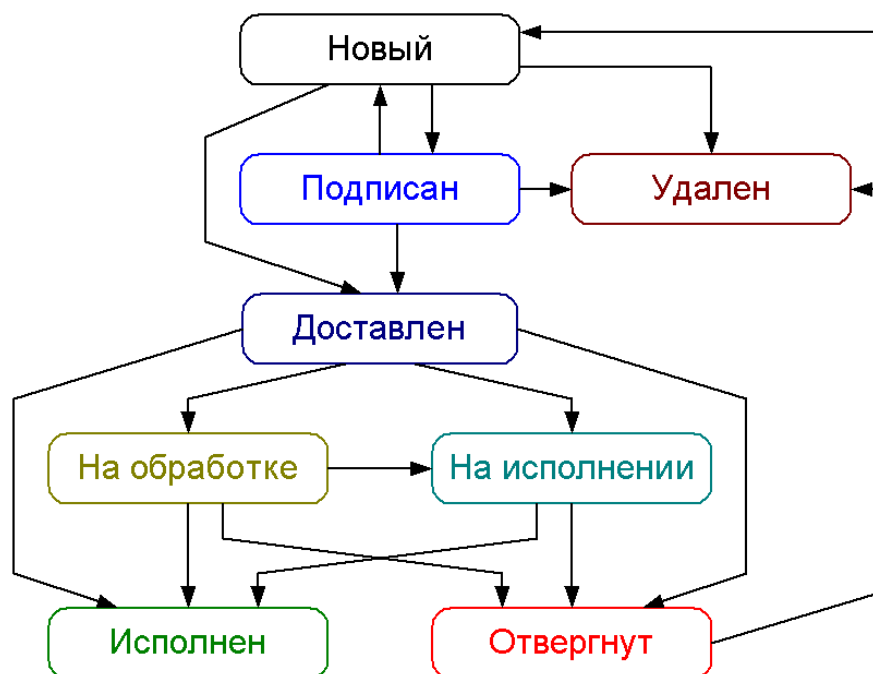 Новый
Подписан
Удален
Доставлен
На обработке
На исполнении
Исполнен
Отвергнут